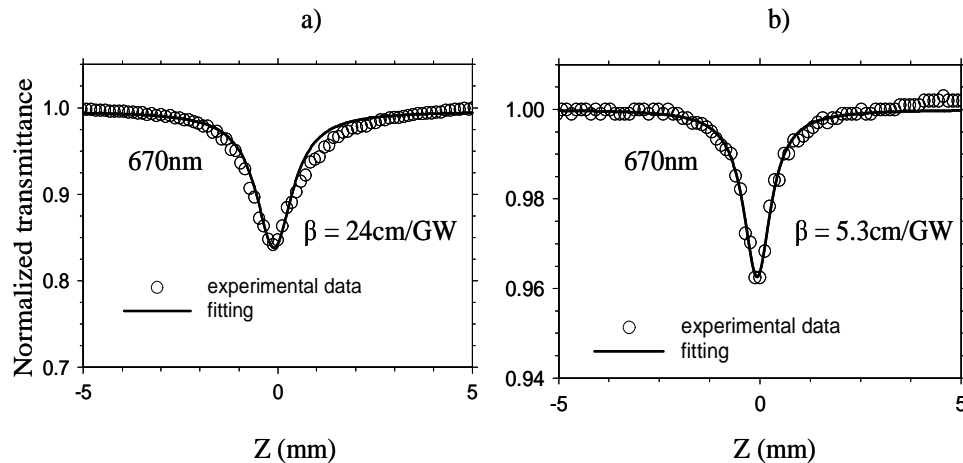 a)
b)
Normalized transmittance
1.0
0.9
0.8
0.7
670nm
β = 24cm/GW
experimental data
fitting
-5
0
5
Z (mm)
1.00
0.98
0.96
0.94
670nm
β = 5.3cm/GW
experimental data
fitting
-5
0
5
Z (mm)